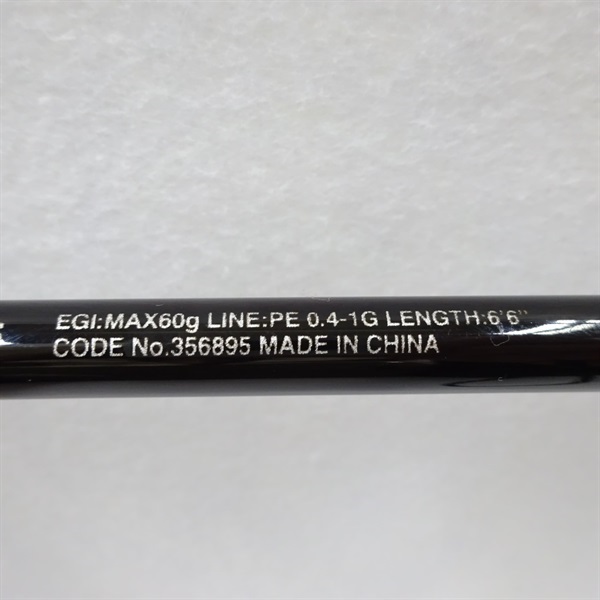 EGI:MAX60g LINE:PE 0.4-1G LENGTH:6'6"
CODE No.356895 MADE IN CHINA